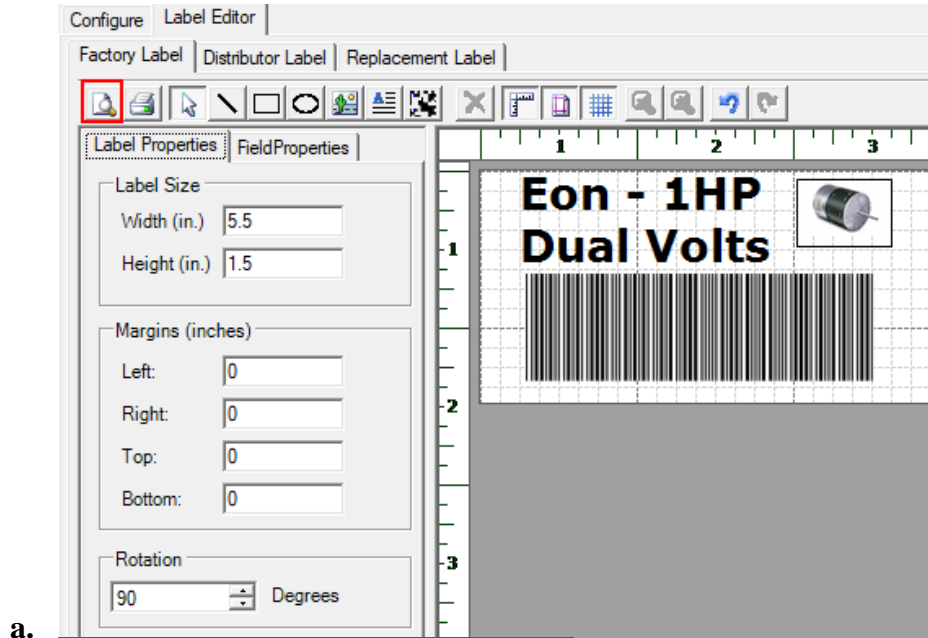 Configure Label Editor
Factory Label Distributor Label Replacement Label
Label Properties FieldProperties
1 2 3
Label Size
Width (in.) 5.5
Height (in.) 1.5
Eon - 1HP
Dual Volts
1
Margins (inches)
Left: 0
Right: 0
2
Top: 0
Bottom: 0
Rotation
3
90 Degrees
a.